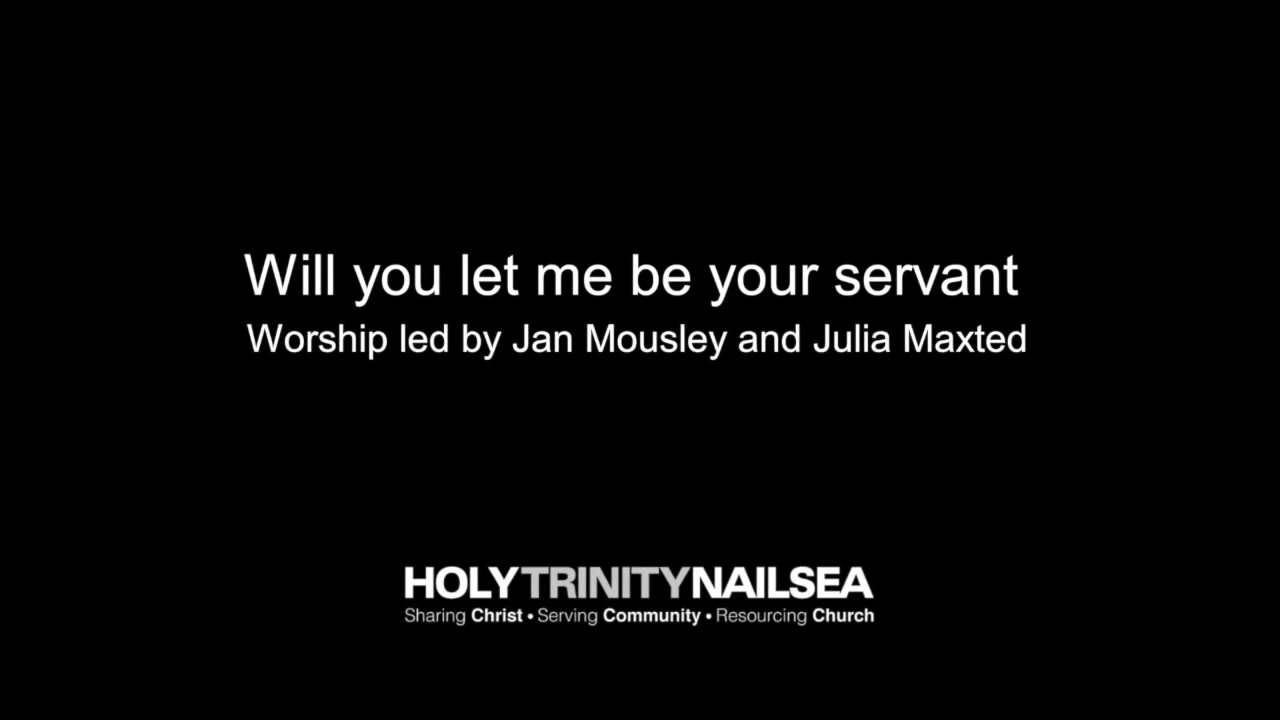 Will you let me be your servant
Worship led by Jan Mousley and Julia Maxted
HOLYTRINITYNAILSEA
Sharing Christ • Serving Community • Resourcing Church